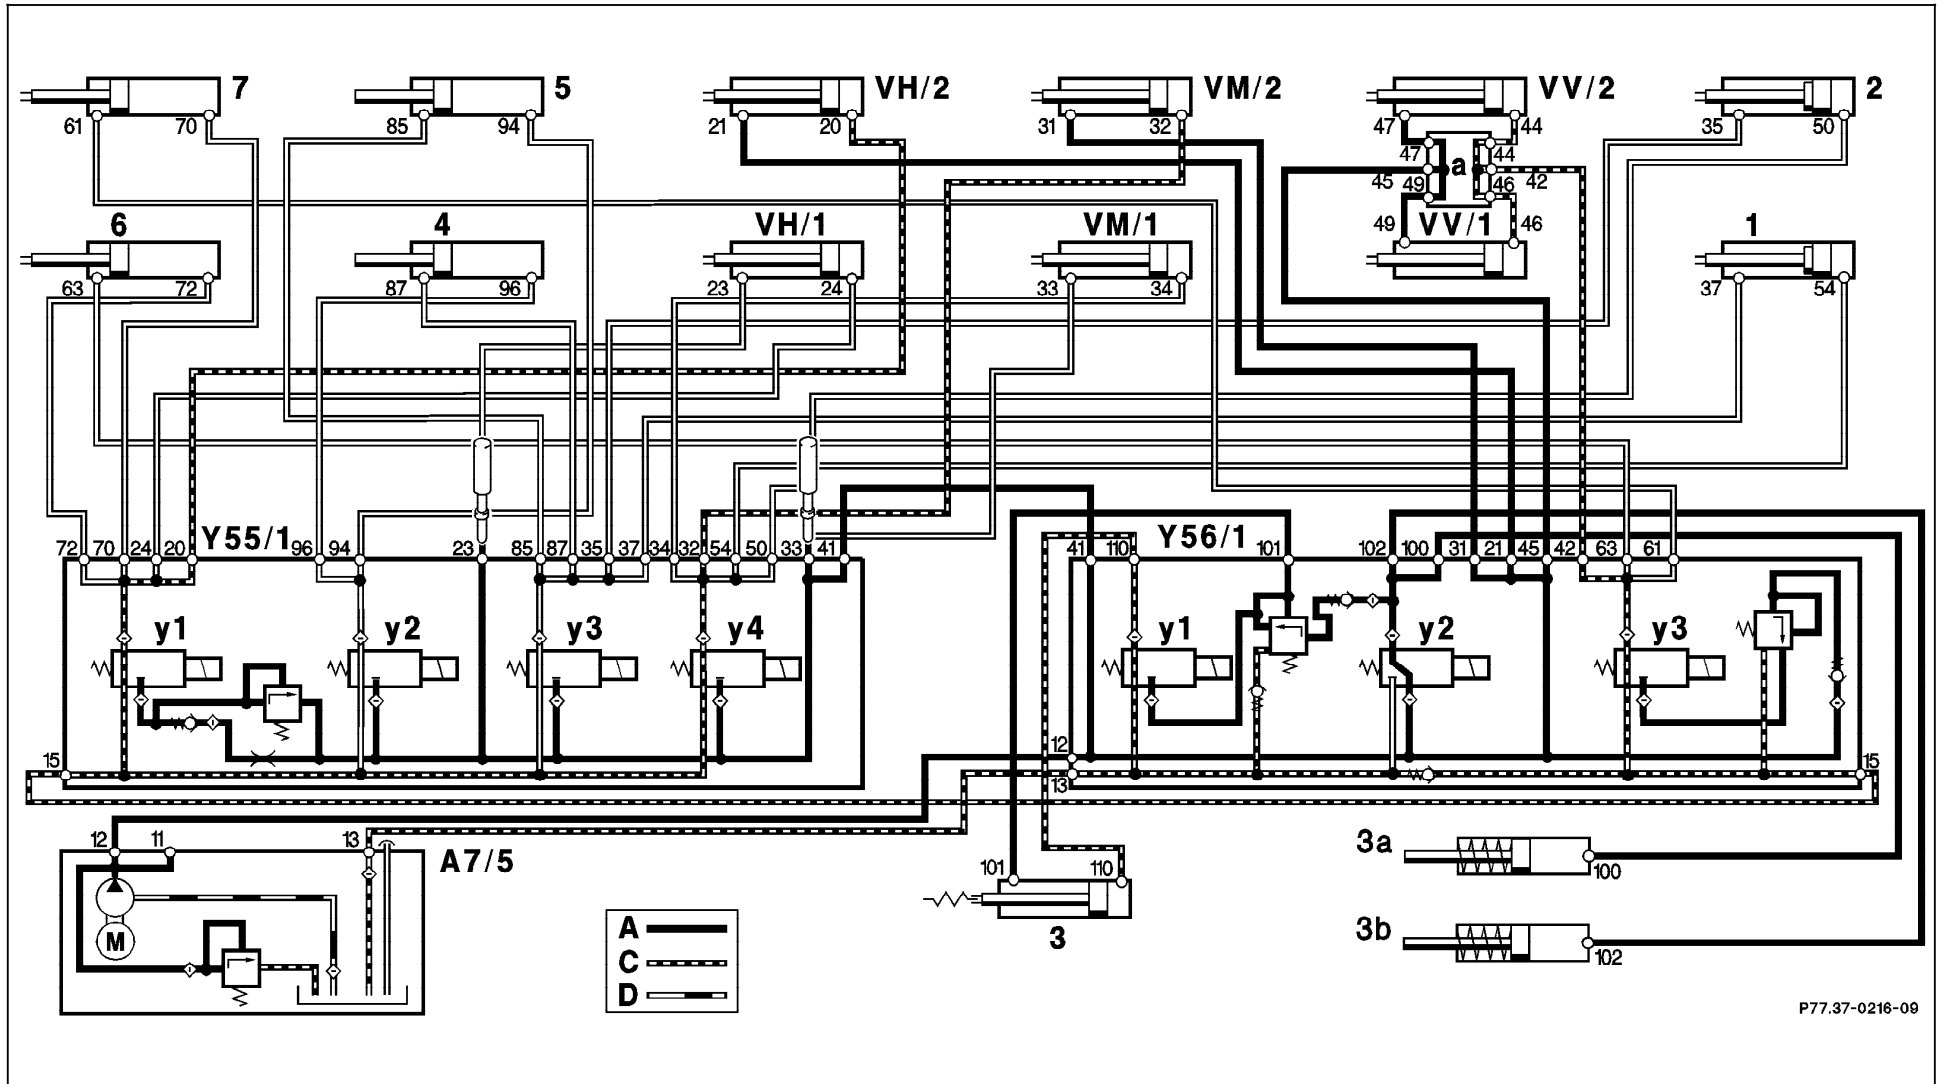 7 5 VH/2 VM/2 VV/2 2
61 70 85 94 21 20 31 32 47 44 35 50
47 44
a
45 49 46 42
6 4 VH/1 VM/1 49 VV/1 46 1
63 72 87 96 23 24 33 34 37 54
72 70 24 20 Y55/1 96 94 23 85 87 35 37 34 32 54 50 33 41
41 110 Y56/1 101 102 100 31 21 45 42 63 61
y1 y2 y3 y4 y1 y2 y3
15 12 13 15
12 11 13 A7/5
M
A
C
D
101 110
3
3a 100
3b 102
P77.37-0216-09